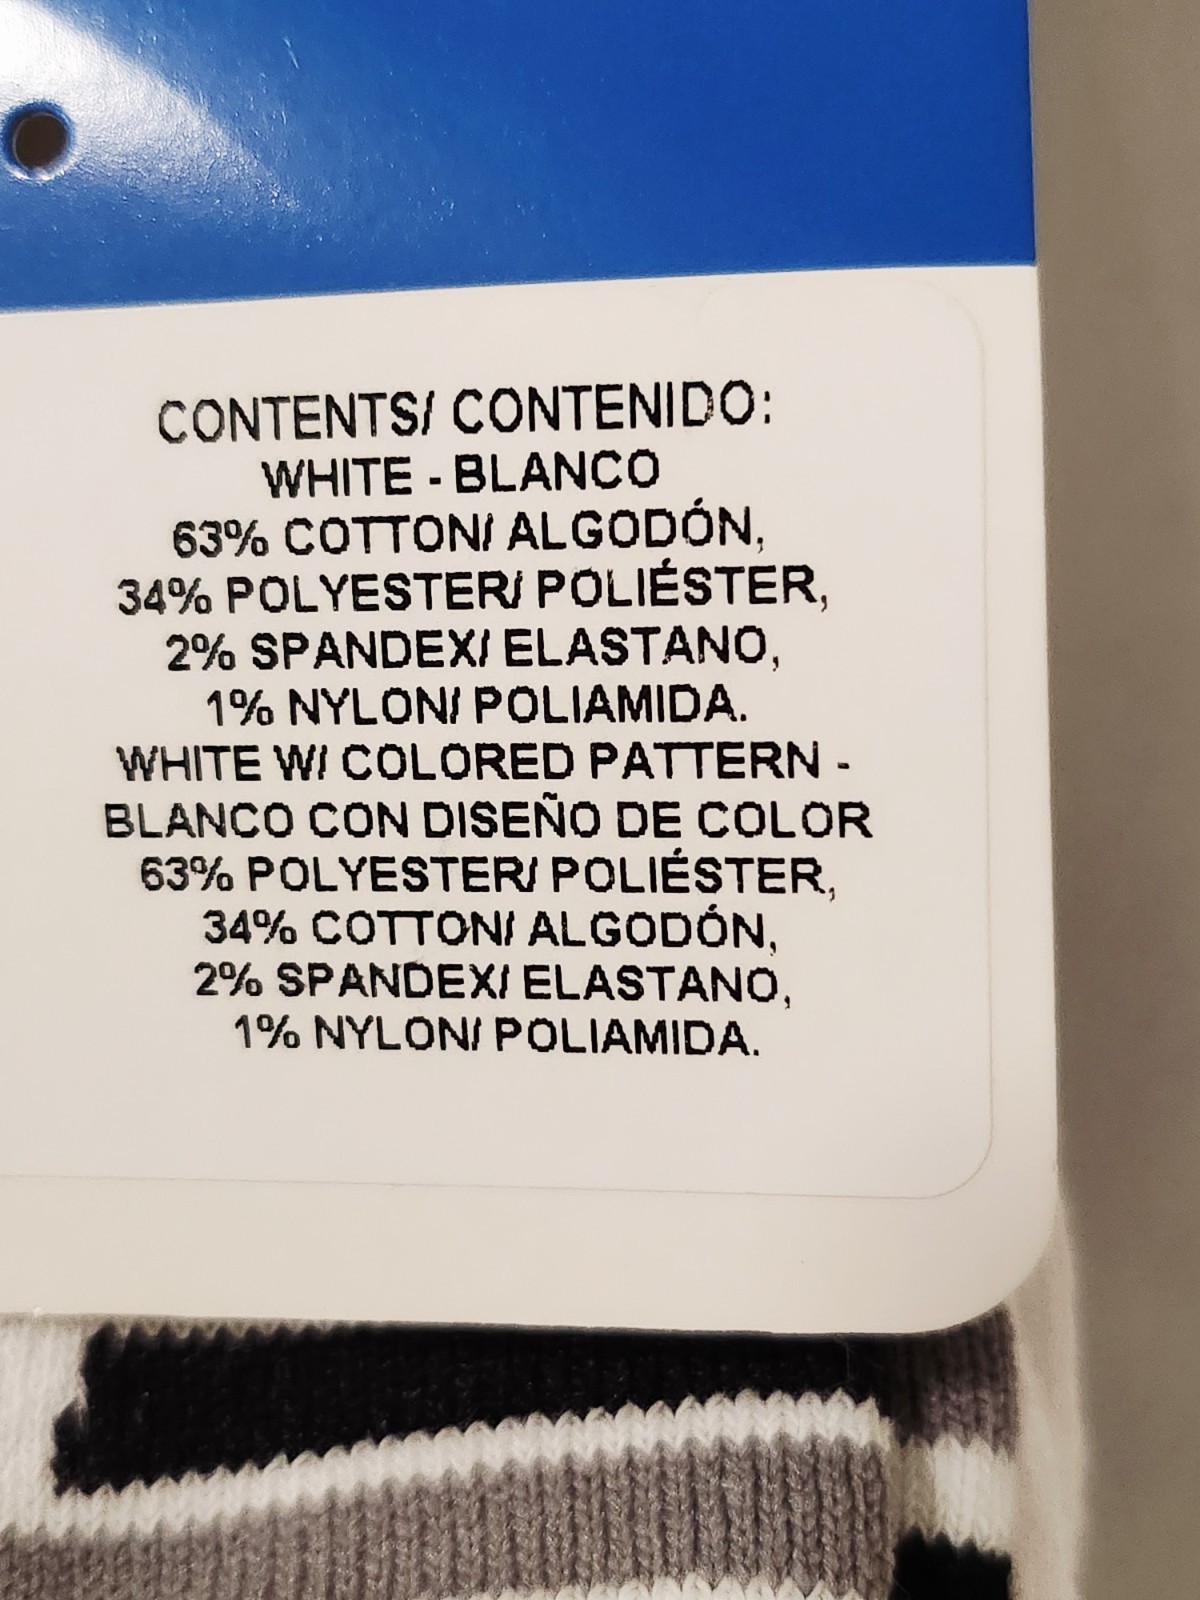 CONTENTS/ CONTENIDO:
WHITE - BLANCO
63% COTTON/ ALGODÓN,
34% POLYESTER/ POLIÉSTER,
2% SPANDEX/ ELASTANO,
1% NYLON/ POLIAMIDA.
WHITE W/ COLORED PATTERN -
BLANCO CON DISEÑO DE COLOR
63% POLYESTER/ POLIÉSTER,
34% COTTON/ ALGODÓN,
2% SPANDEX/ ELASTANO,
1% NYLON/ POLIAMIDA.